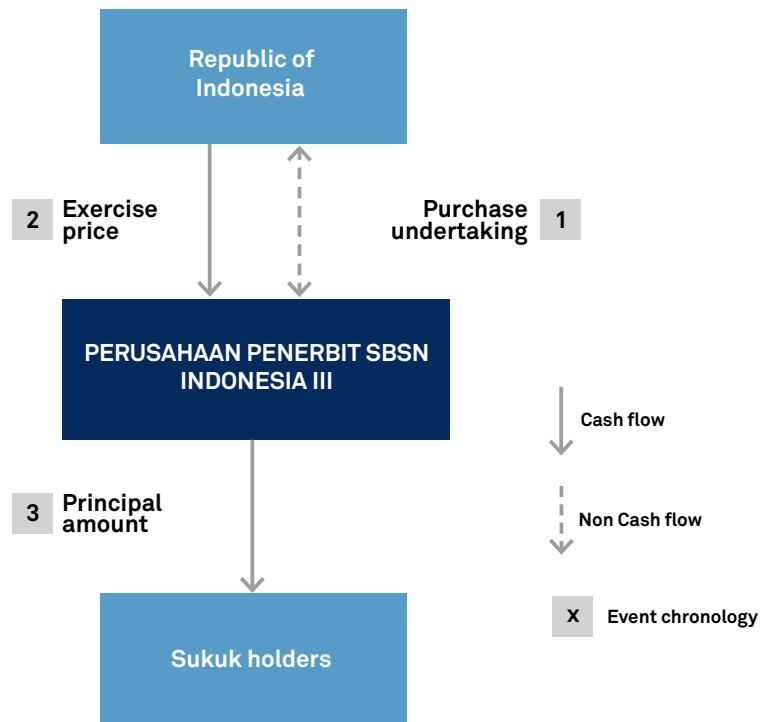 Republic of
Indonesia
2
Exercise
price
Purchase
undertaking
1
PERUSAHAAN PENERBIT SBSN
INDONESIA III
Cash flow
3
Principal
amount
Non Cash flow
X
Event chronology
Sukuk holders